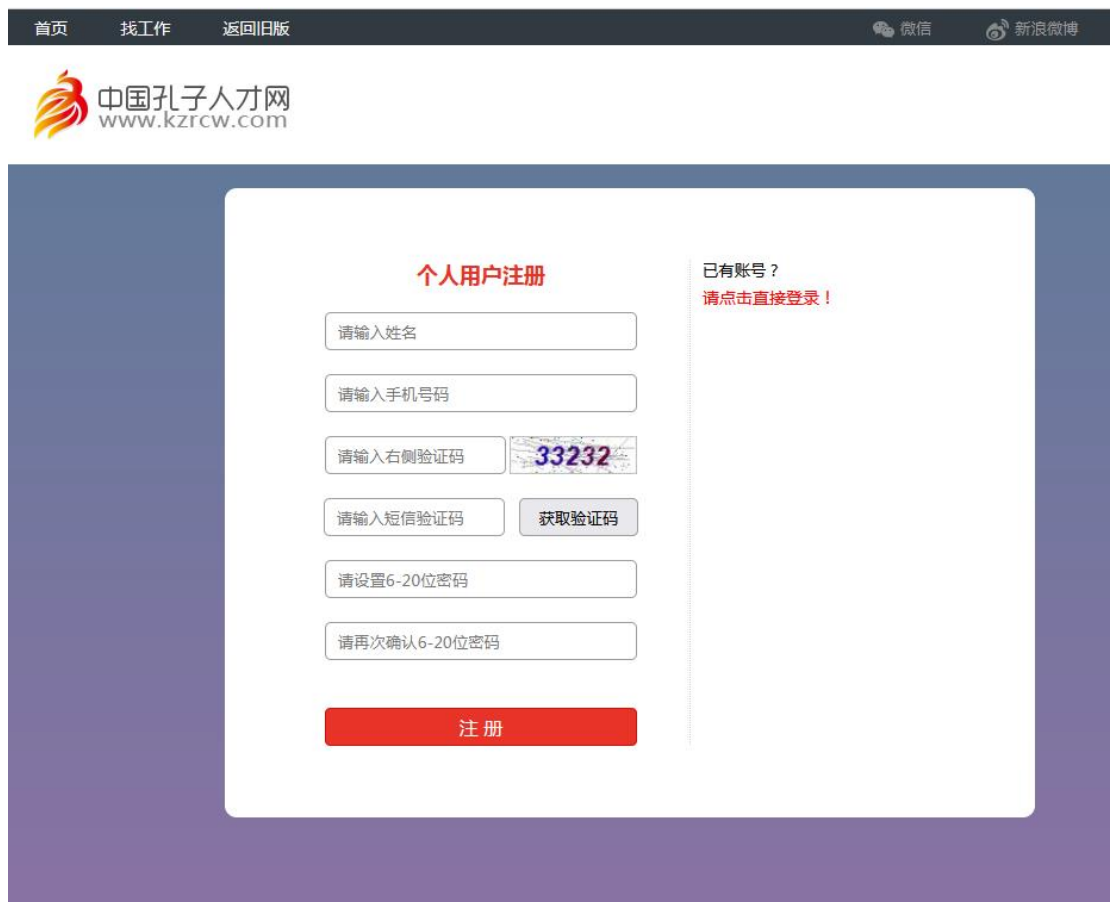 首页 找工作 返回旧版 微信 新浪微博
中国孔子人才网
www.kzrcw.com
个人用户注册
已有账号？
请点击直接登录！
请输入姓名
请输入手机号码
请输入右侧验证码 33232
请输入短信验证码 获取验证码
请设置6-20位密码
请再次确认6-20位密码
注 册